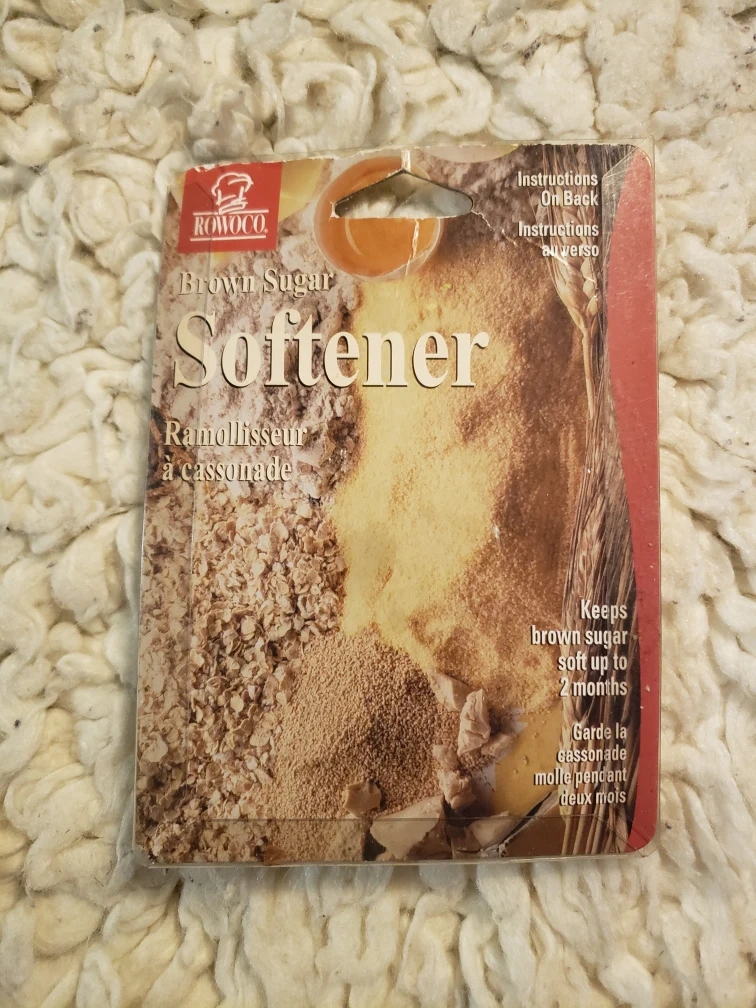 ROWOCO®
Instructions
On Back
Instructions
au verso
Brown Sugar
Softener
Ramollisseur
à cassonade
Keeps
brown sugar
soft up to
2 months
Garde la
cassonade
molle pendant
deux mois